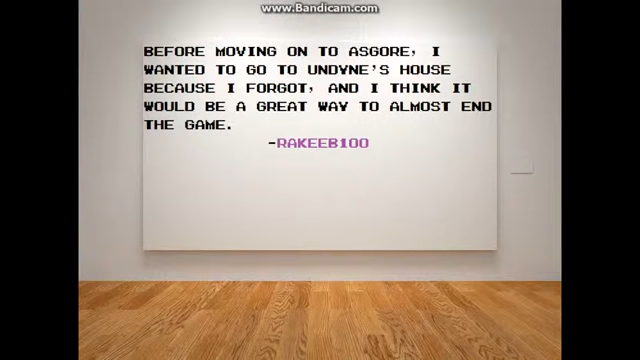 www.Bandicam.com
BEFORE MOVING ON TO ASGORE, I
WANTED TO GO TO UNDYNE'S HOUSE
BECAUSE I FORGOT, AND I THINK IT
WOULD BE A GREAT WAY TO ALMOST END
THE GAME.
-RAKEEB100